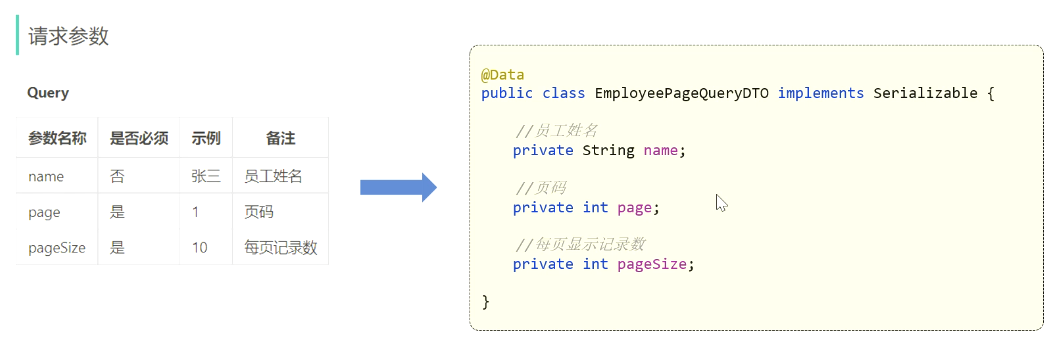 请求参数
Query
参数名称 是否必须 示例 备注
name 否 张三 员工姓名
page 是 1 页码
pageSize 是 10 每页记录数
@Data
public class EmployeePageQueryDTO implements Serializable {
//员工姓名
private String name;
//页码
private int page;
//每页显示记录数
private int pageSize;
}